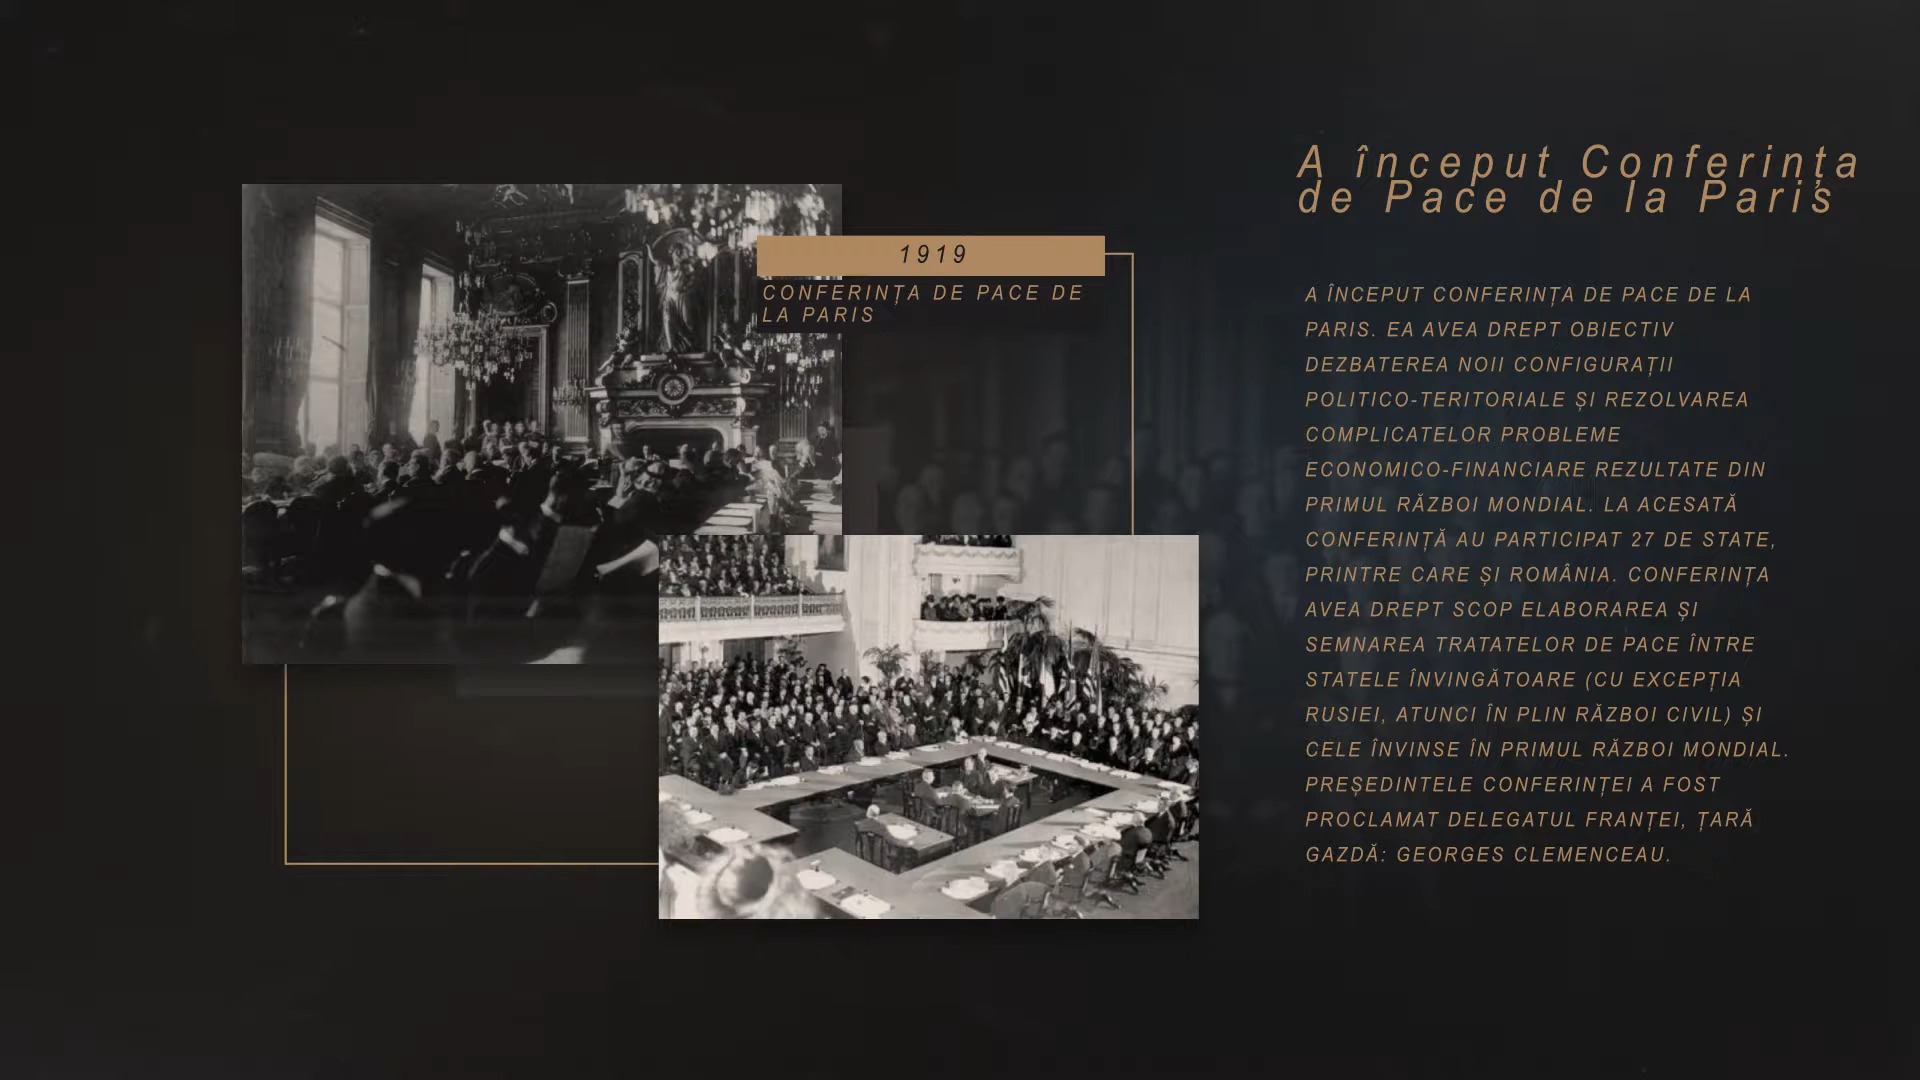 1919
CONFERINȚA DE PACE DE
LA PARIS
A început Conferința
de Pace de la Paris
A ÎNCEPUT CONFERINȚA DE PACE DE LA
PARIS. EA AVEA DREPT OBIECTIV
DEZBATEREA NOII CONFIGURAȚII
POLITICO-TERITORIALE ȘI REZOLVAREA
COMPLICATELOR PROBLEME
ECONOMICO-FINANCIARE REZULTATE DIN
PRIMUL RĂZBOI MONDIAL. LA ACESATĂ
CONFERINȚĂ AU PARTICIPAT 27 DE STATE,
PRINTRE CARE ȘI ROMÂNIA. CONFERINȚA
AVEA DREPT SCOP ELABORAREA ȘI
SEMNAREA TRATATELOR DE PACE ÎNTRE
STATELE ÎNVINGĂTOARE (CU EXCEPȚIA
RUSIEI, ATUNCI ÎN PLIN RĂZBOI CIVIL) ȘI
CELE ÎNVINSE ÎN PRIMUL RĂZBOI MONDIAL.
PREȘEDINTELE CONFERINȚEI A FOST
PROCLAMAT DELEGATUL FRANȚEI, ȚARĂ
GAZDĂ: GEORGES CLEMENCEAU.